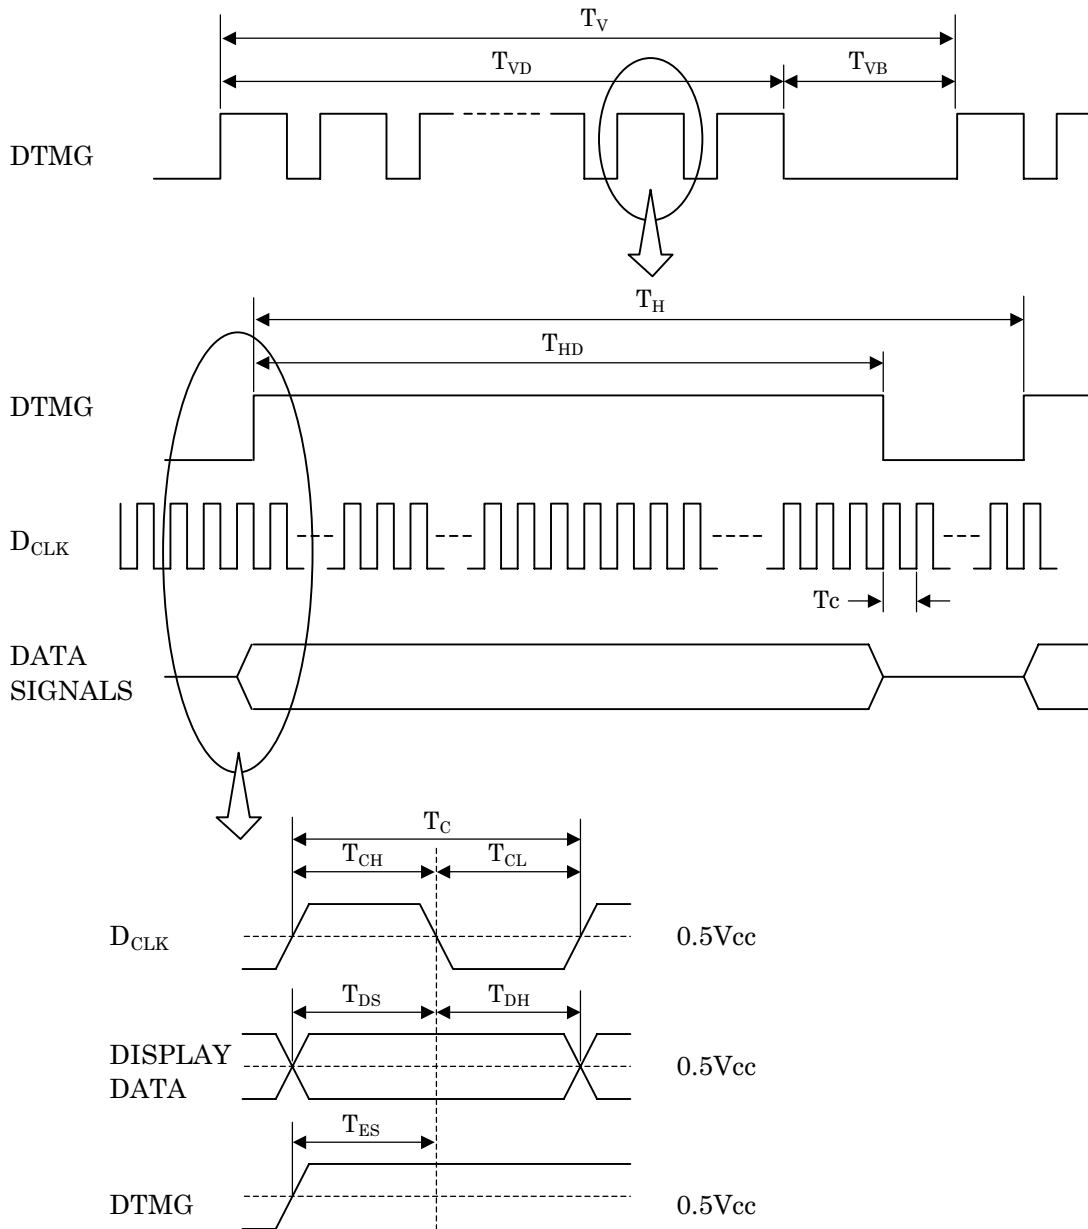 T_V
T_VD T_VB
DTMG
T_H
T_HD
DTMG
D_CLK
Tc
DATA
SIGNALS
T_C
T_CH T_CL
D_CLK 0.5Vcc
T_DS T_DH
DISPLAY
DATA 0.5Vcc
T_ES
DTMG 0.5Vcc